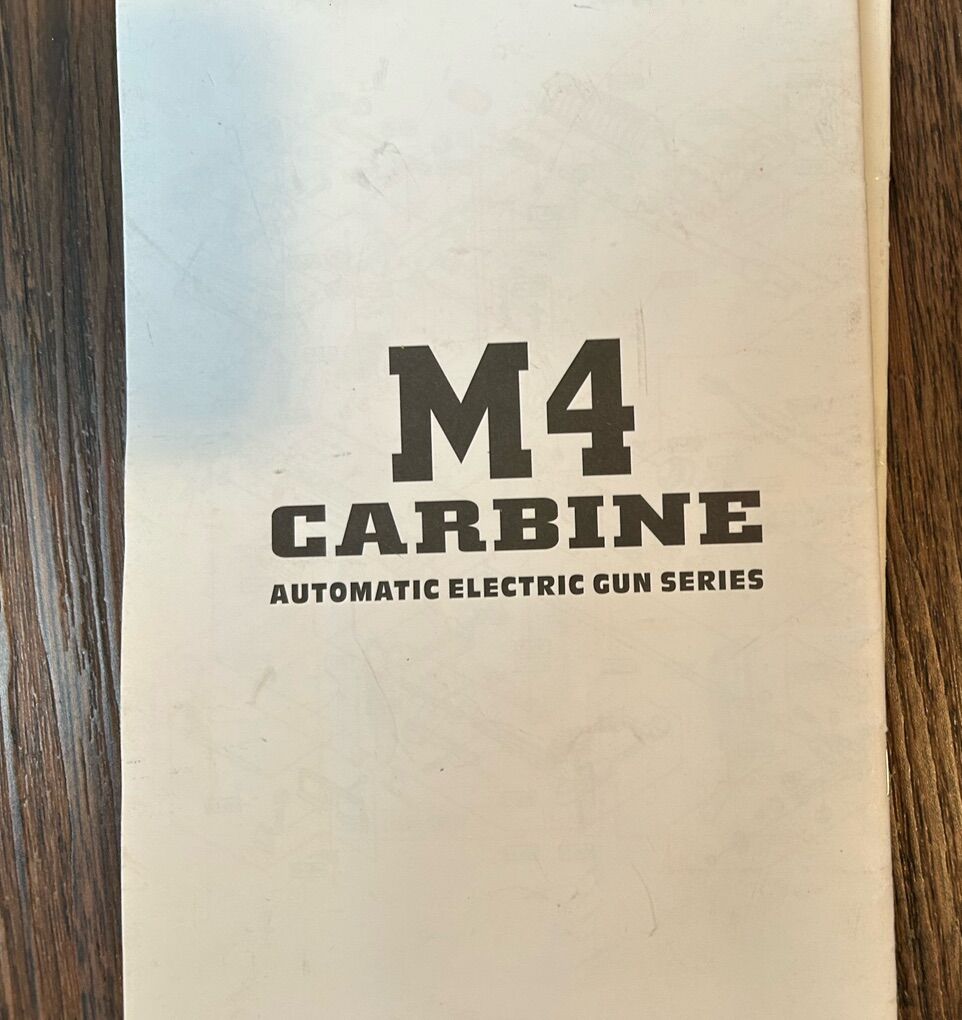 M4
CARBINE
AUTOMATIC ELECTRIC GUN SERIES